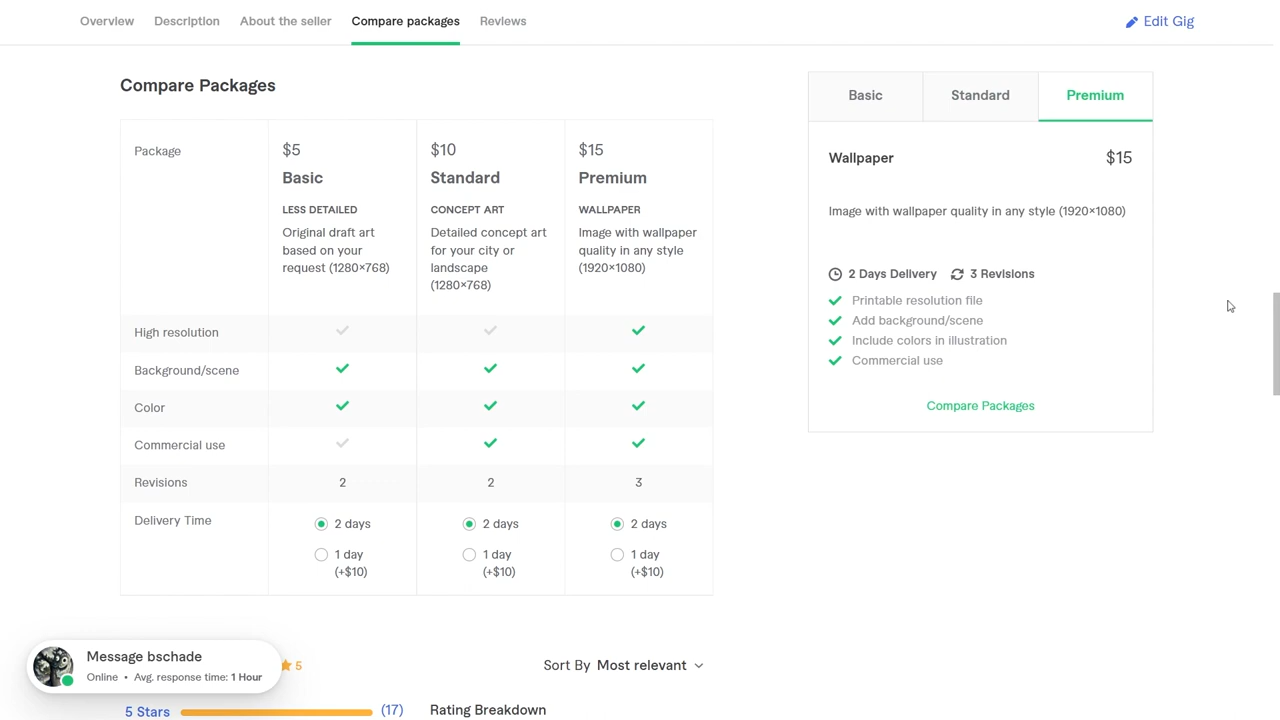 Overview Description About the seller Compare packages Reviews Edit Gig
Compare Packages
Package
$5
Basic
LESS DETAILED
Original draft art
based on your
request (1280×768)
$10
Standard
CONCEPT ART
Detailed concept art
for your city or
landscape
(1280×768)
$15
Premium
WALLPAPER
Image with wallpaper
quality in any style
(1920×1080)
High resolution
Background/scene
Color
Commercial use
Revisions 2 2 3
Delivery Time
2 days 2 days 2 days
1 day 1 day 1 day
(+$10) (+$10) (+$10)
Basic Standard Premium
Wallpaper $15
Image with wallpaper quality in any style (1920×1080)
2 Days Delivery 3 Revisions
Printable resolution file
Add background/scene
Include colors in illustration
Commercial use
Compare Packages
Message bschade
Online • Avg. response time: 1 Hour
5
Sort By Most relevant
5 Stars (17)
Rating Breakdown